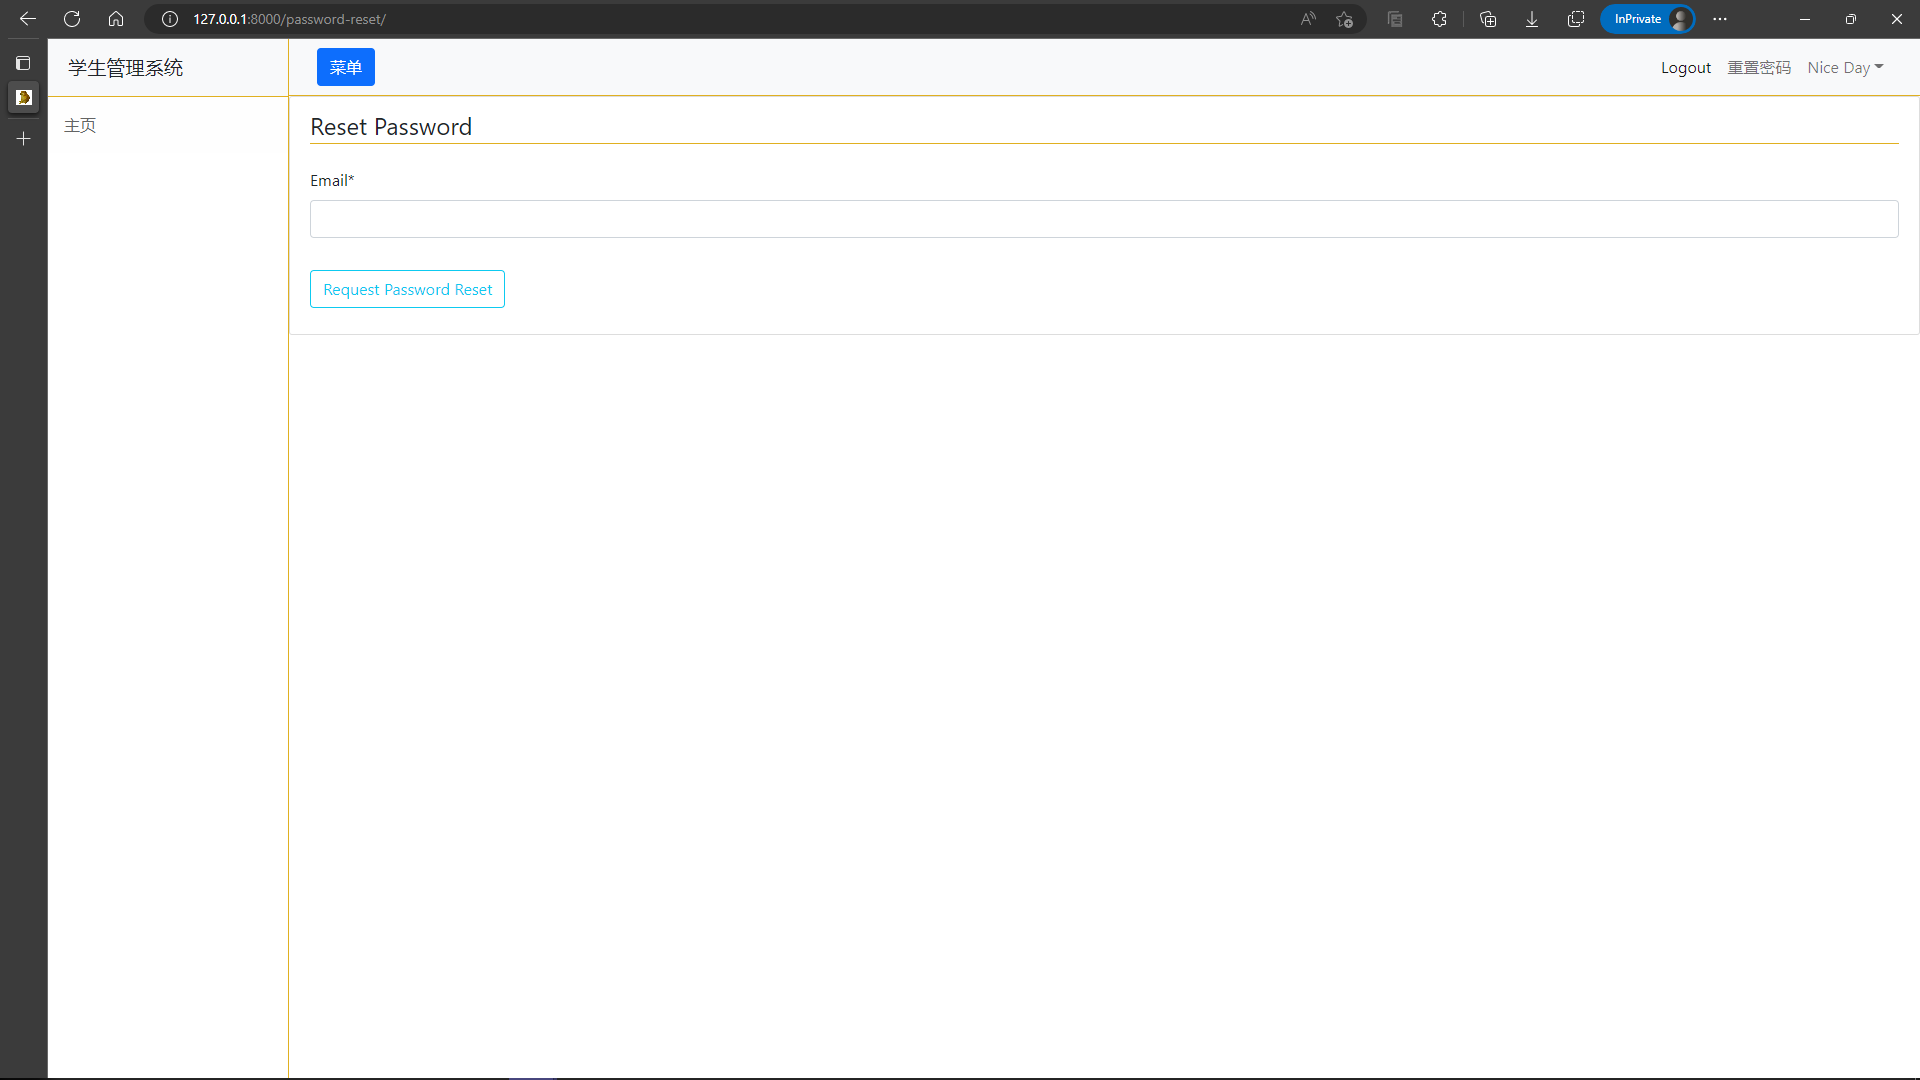 127.0.0.1:8000/password-reset/
InPrivate
学生管理系统
菜单
Logout 重置密码 Nice Day
主页
Reset Password
Email*
Request Password Reset